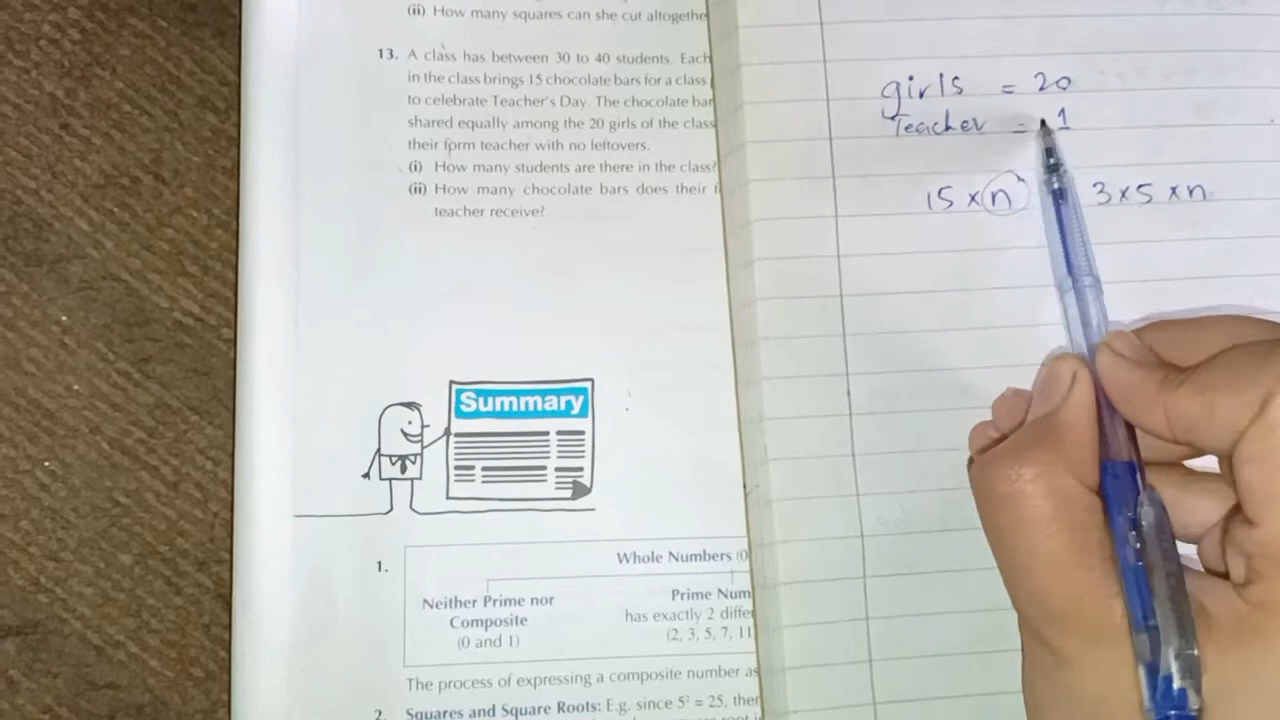 (ii) How many squares can she cut altogethe
13. A class has between 30 to 40 students. Each
in the class brings 15 chocolate bars for a class
to celebrate Teacher's Day. The chocolate bar
shared equally among the 20 girls of the class
their form teacher with no leftovers.
(i) How many students are there in the class?
(ii) How many chocolate bars does their f
teacher receive?
Summary
1.
Whole Numbers (0
Neither Prime nor
Composite
(0 and 1)
Prime Num
has exactly 2 diffe
(2, 3, 5, 7, 11
The process of expressing a composite number as
2. Squares and Square Roots: E.g. since 5² = 25, then
girls = 20
Teacher = 1
15 × n 3 × 5 × n